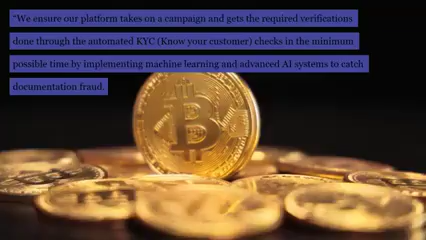 "We ensure our platform takes on a campaign and gets the required verifications
done through the automated KYC (Know your customer) checks in the minimum
possible time by implementing machine learning and advanced AI systems to catch
documentation fraud.